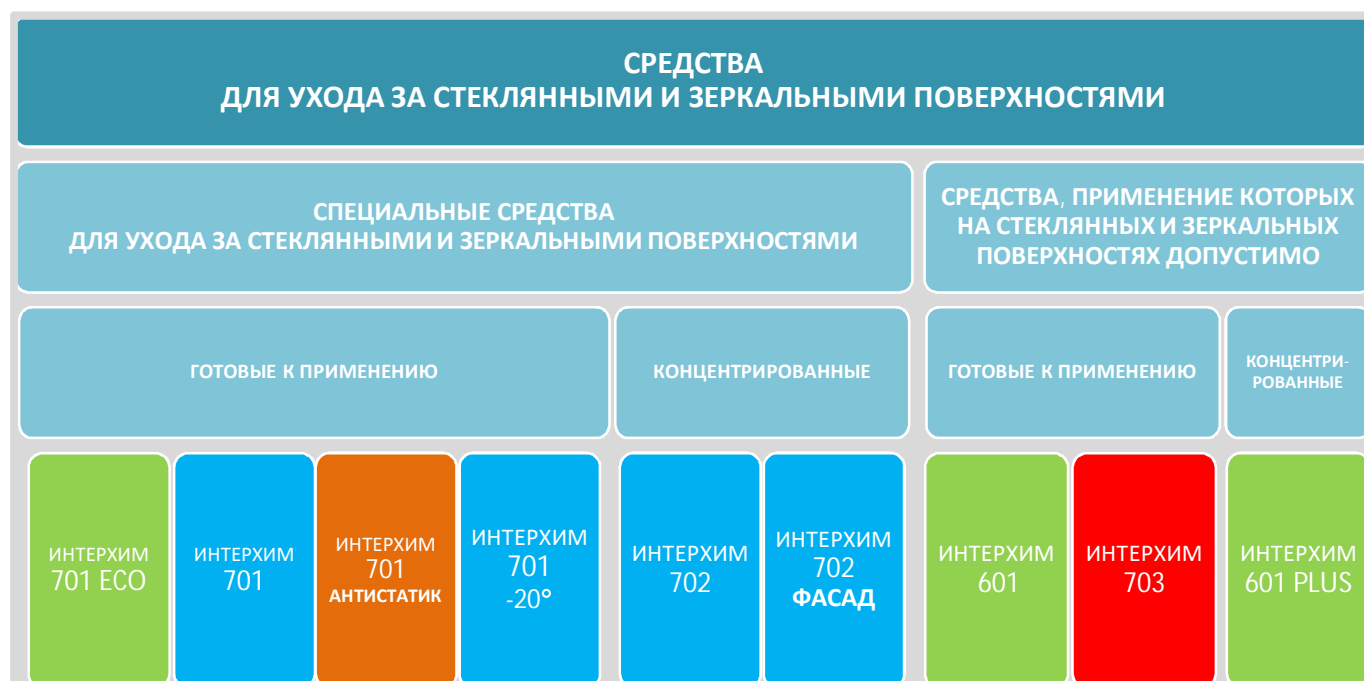 СРЕДСТВА
ДЛЯ УХОДА ЗА СТЕКЛЯННЫМИ И ЗЕРКАЛЬНЫМИ ПОВЕРХНОСТЯМИ
СПЕЦИАЛЬНЫЕ СРЕДСТВА
ДЛЯ УХОДА ЗА СТЕКЛЯННЫМИ И ЗЕРКАЛЬНЫМИ ПОВЕРХНОСТЯМИ
СРЕДСТВА, ПРИМЕНЕНИЕ КОТОРЫХ
НА СТЕКЛЯННЫХ И ЗЕРКАЛЬНЫХ
ПОВЕРХНОСТЯХ ДОПУСТИМО
ГОТОВЫЕ К ПРИМЕНЕНИЮ
КОНЦЕНТРИРОВАННЫЕ
ГОТОВЫЕ К ПРИМЕНЕНИЮ
КОНЦЕНТРИ-
РОВАННЫЕ
ИНТЕРХИМ
701 ECO
ИНТЕРХИМ
701
ИНТЕРХИМ
701
АНТИСТАТИК
ИНТЕРХИМ
701
-20°
ИНТЕРХИМ
702
ИНТЕРХИМ
702
ФАСАД
ИНТЕРХИМ
601
ИНТЕРХИМ
703
ИНТЕРХИМ
601 PLUS